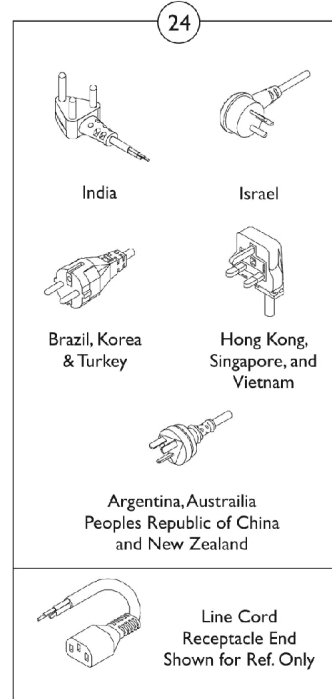 24
India
Israel
Brazil, Korea
& Turkey
Hong Kong,
Singapore, and
Vietnam
Argentina, Austrailia
Peoples Republic of China
and New Zealand
Line Cord
Receptacle End
Shown for Ref. Only